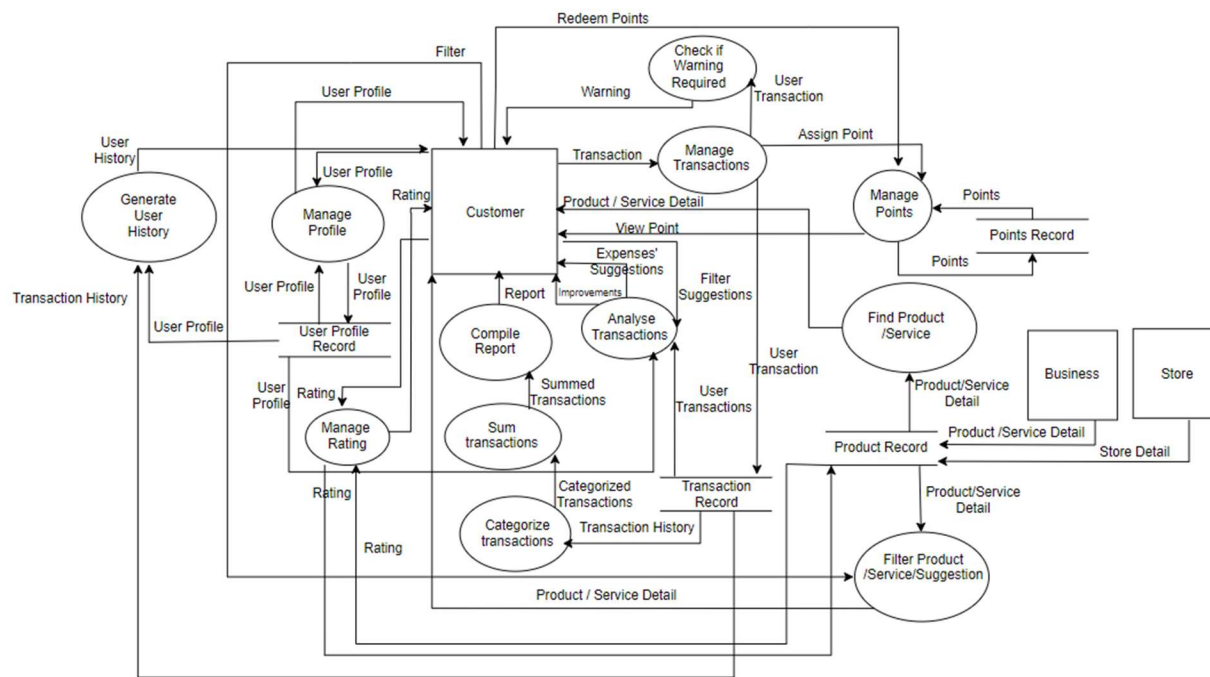 Redeem Points
Filter
Check if
Warning
Required
User
Transaction
User Profile
Warning
Assign Point
User
History
Transaction
Manage
Transactions
User Profile
Generate
User
History
Manage
Profile
Rating
Customer
Product / Service Detail
Manage
Points
Points
Points Record
View Point
Expenses'
Suggestions
Points
Transaction History
User Profile
User
Profile
Report
Improvements
Filter
Suggestions
User Profile
User Profile
Record
Compile
Report
Analyse
Transactions
Find Product
/Service
User
Transaction
Business
Store
User
Profile
Rating
Summed
Transactions
User
Transactions
Product/Service
Detail
Manage
Rating
Sum
transactions
Product /Service Detail
Product Record
Store Detail
Rating
Categorized
Transactions
Transaction
Record
Product/Service
Detail
Categorize
transactions
Transaction History
Rating
Filter Product
/Service/Suggestion
Product / Service Detail